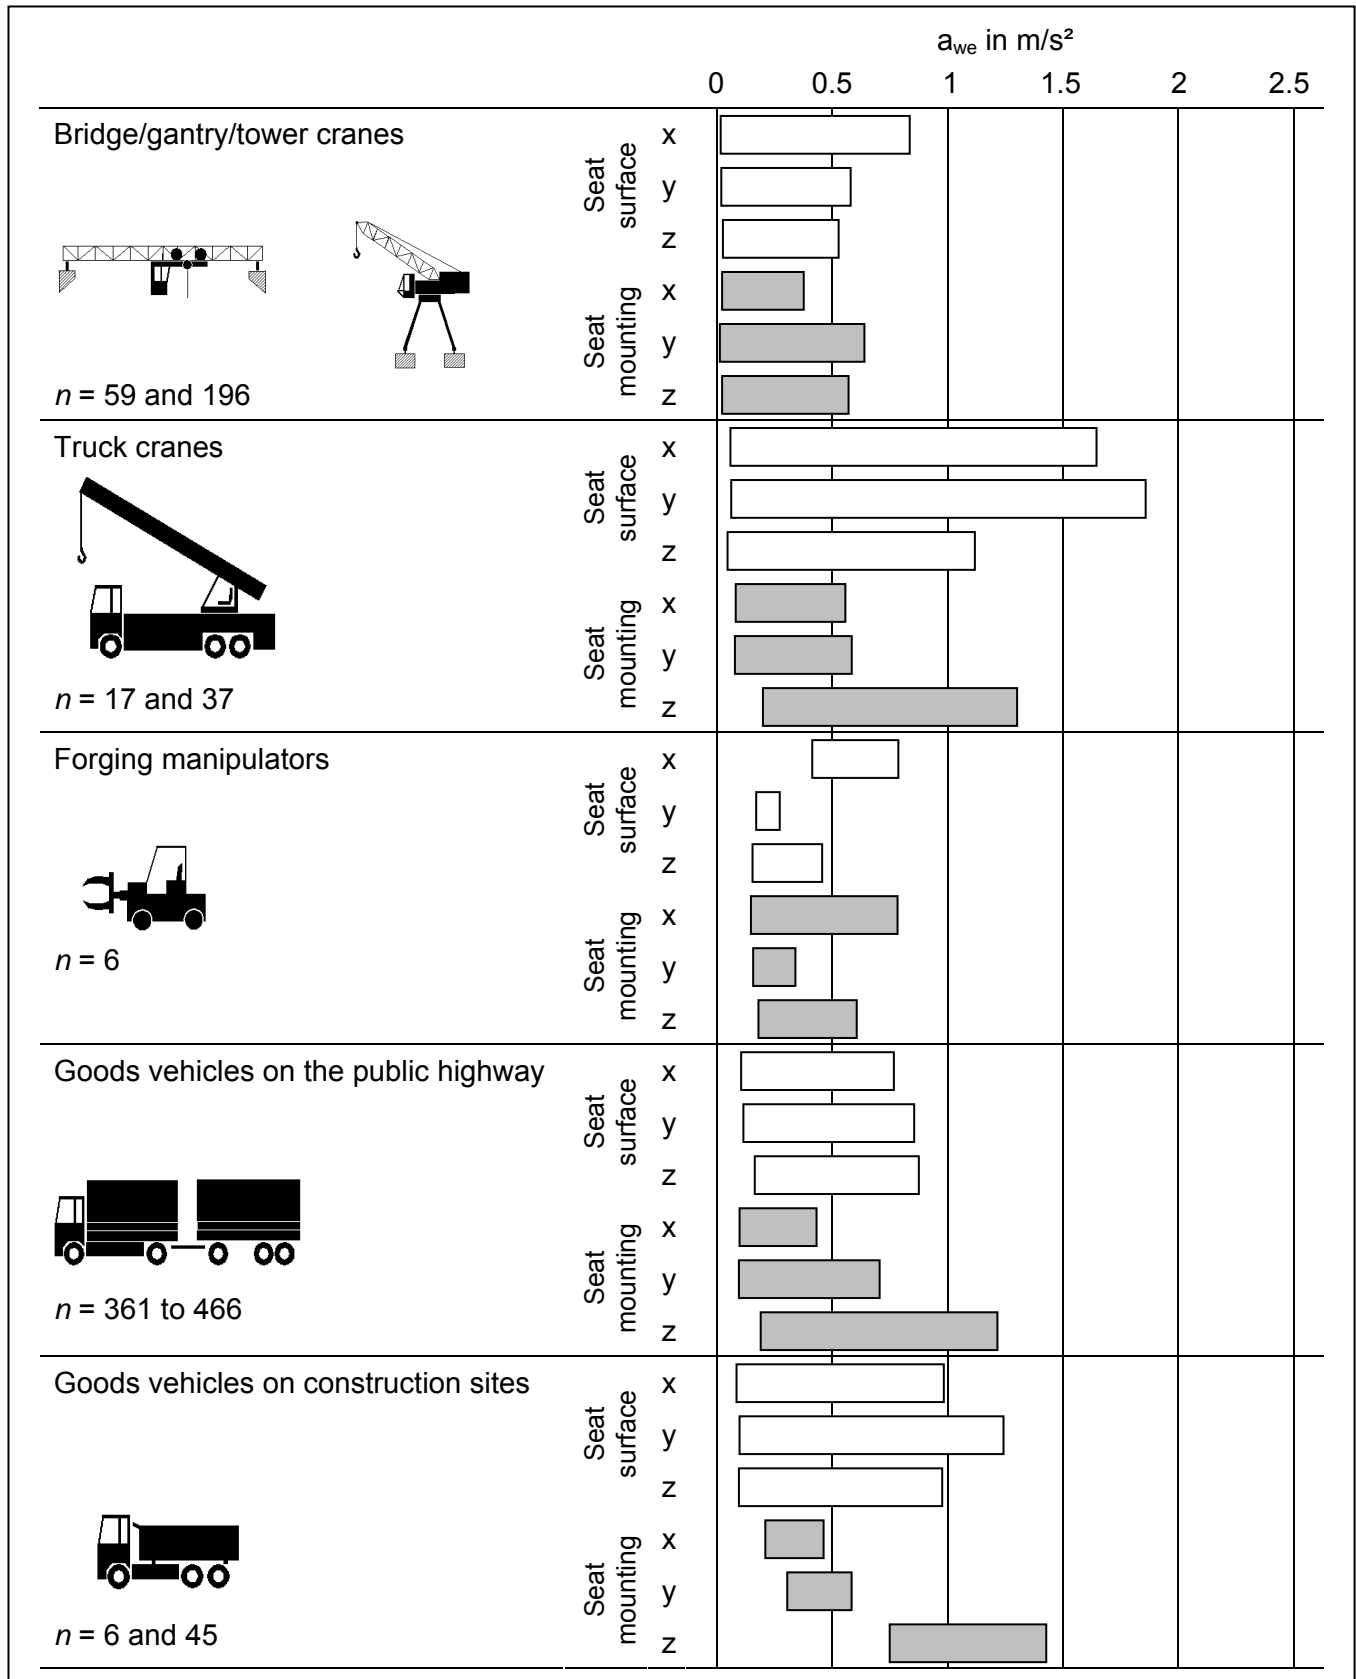 a_we in m/s²
0 0.5 1 1.5 2 2.5
Bridge/gantry/tower cranes
Seat surface
x
y
z
Seat mounting
x
y
z
n = 59 and 196
Truck cranes
Seat surface
x
y
z
Seat mounting
x
y
z
n = 17 and 37
Forging manipulators
Seat surface
x
y
z
Seat mounting
x
y
z
n = 6
Goods vehicles on the public highway
Seat surface
x
y
z
Seat mounting
x
y
z
n = 361 to 466
Goods vehicles on construction sites
Seat surface
x
y
z
Seat mounting
x
y
z
n = 6 and 45